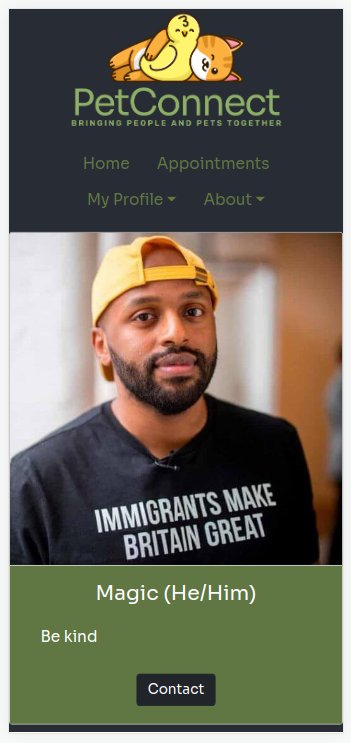 PetConnect
BRINGING PEOPLE AND PETS TOGETHER
Home Appointments
My Profile About
IMMIGRANTS MAKE
BRITAIN GREAT
Magic (He/Him)
Be kind
Contact